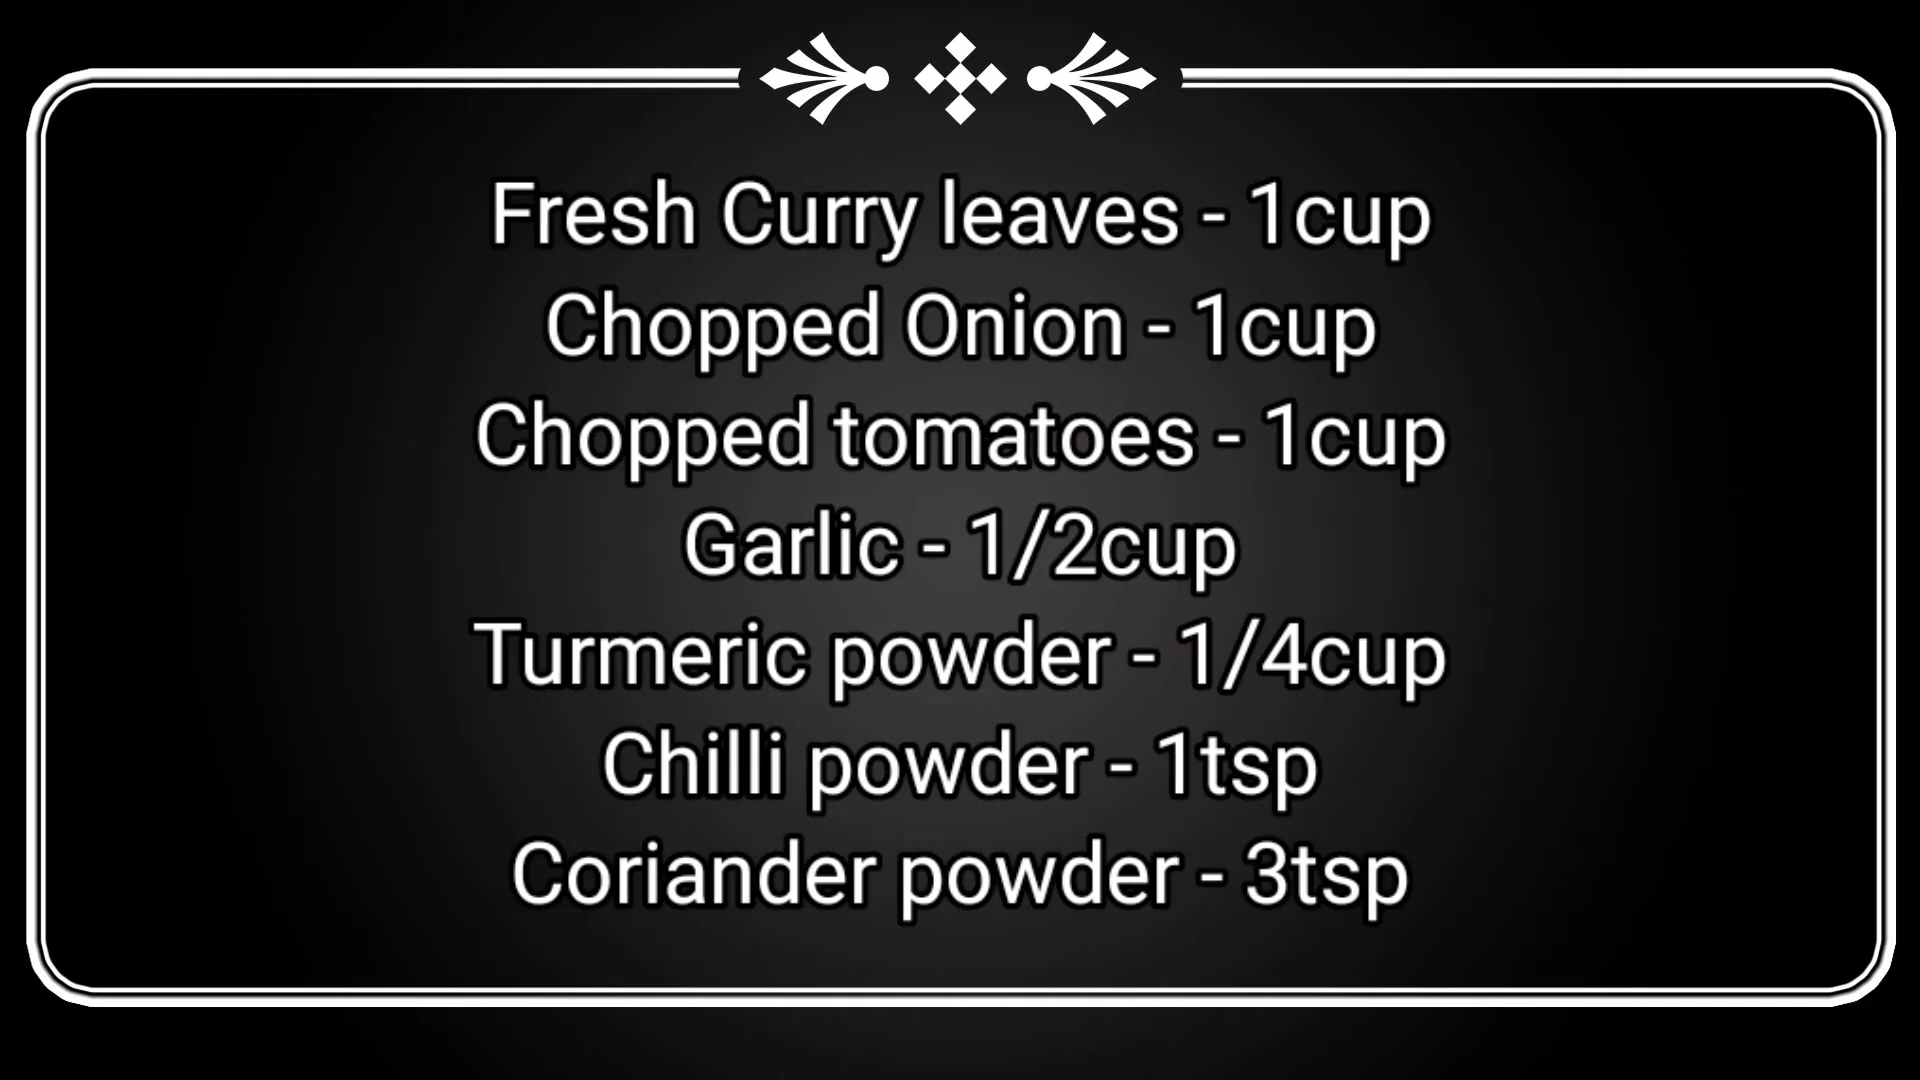 Fresh Curry leaves - 1cup
Chopped Onion - 1cup
Chopped tomatoes - 1cup
Garlic - 1/2cup
Turmeric powder - 1/4cup
Chilli powder - 1tsp
Coriander powder - 3tsp